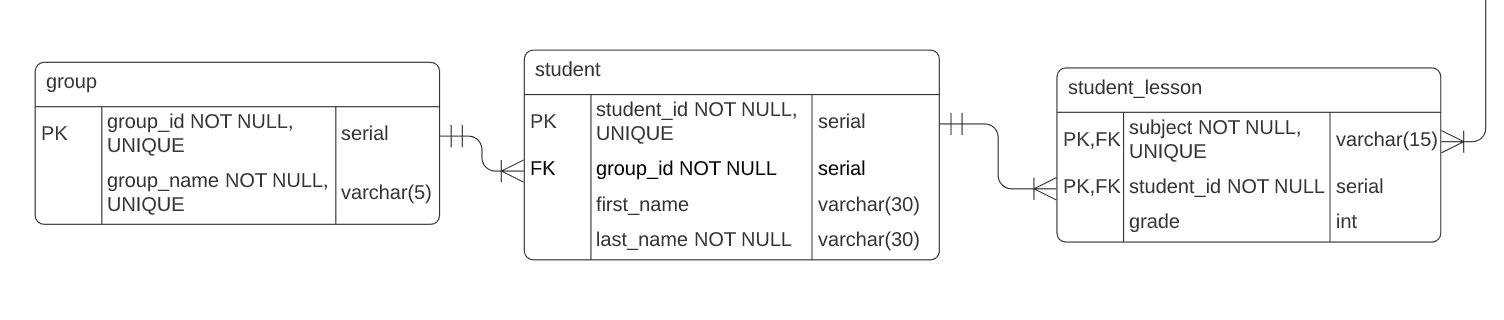 group
PK
group_id NOT NULL,
UNIQUE
serial
group_name NOT NULL,
UNIQUE
varchar(5)
student
PK
student_id NOT NULL,
UNIQUE
serial
FK
group_id NOT NULL
serial
first_name
varchar(30)
last_name NOT NULL
varchar(30)
student_lesson
PK,FK
subject NOT NULL,
UNIQUE
varchar(15)
PK,FK
student_id NOT NULL
serial
grade
int